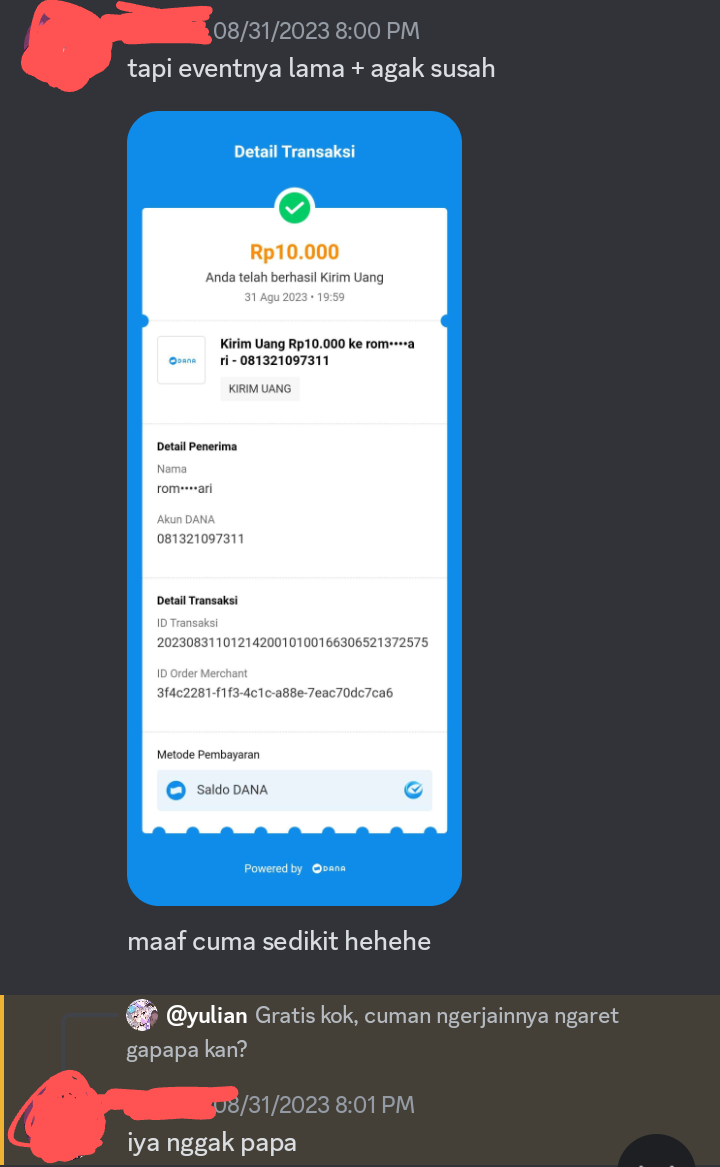 08/31/2023 8:00 PM
tapi eventnya lama + agak susah
Detail Transaksi
Rp10.000
Anda telah berhasil Kirim Uang
31 Agu 2023 • 19:59
DANA
Kirim Uang Rp10.000 ke rom••••a
ri - 081321097311
KIRIM UANG
Detail Penerima
Nama
rom••••ari
Akun DANA
081321097311
Detail Transaksi
ID Transaksi
2023083110121420010100166306521372575
ID Order Merchant
3f4c2281-f1f3-4c1c-a88e-7eac70dc7ca6
Metode Pembayaran
Saldo DANA
Powered by DANA
maaf cuma sedikit hehehe
@yulian Gratis kok, cuman ngerjainnya ngaret
gapapa kan?
08/31/2023 8:01 PM
iya nggak papa